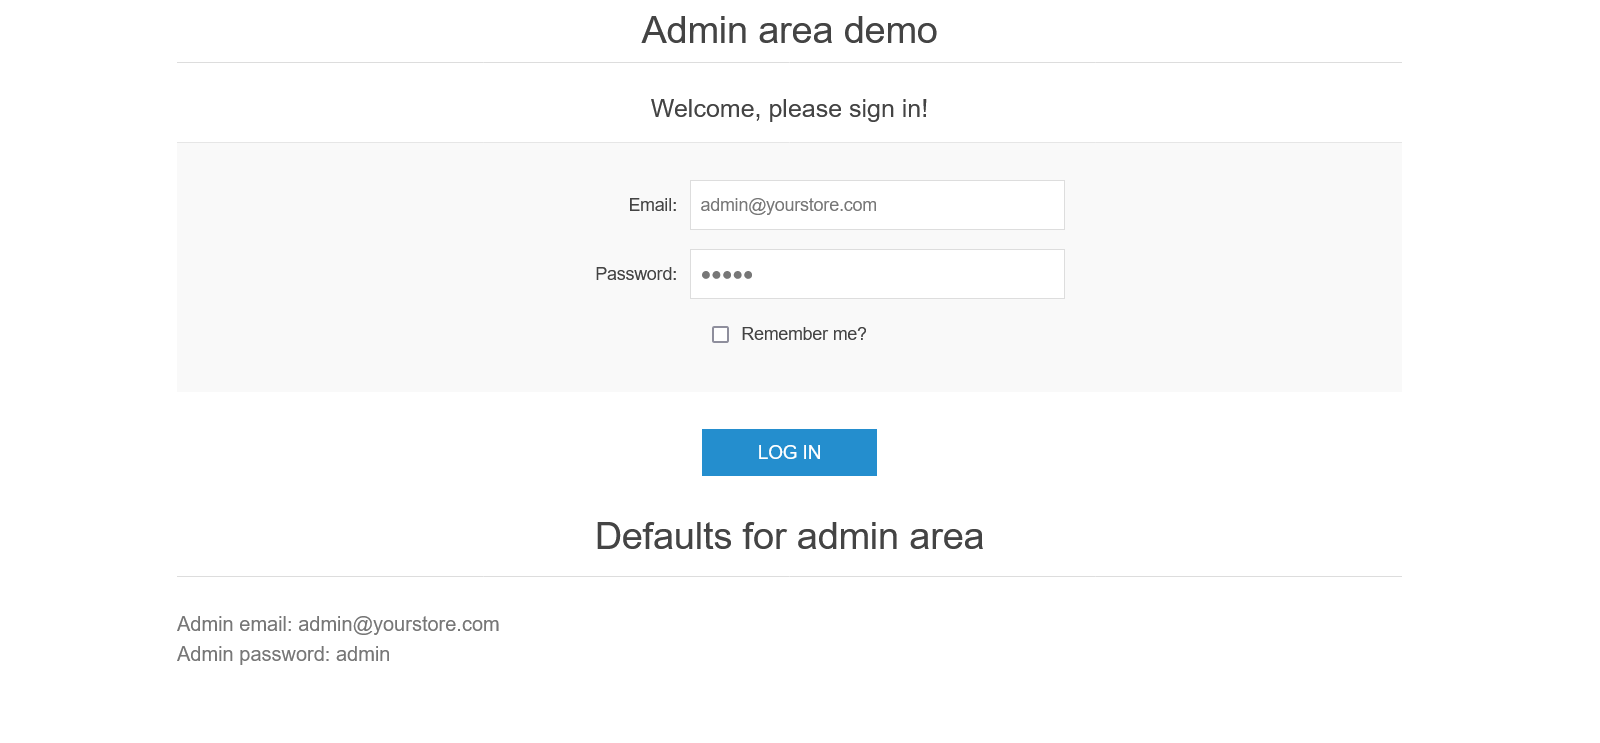 Admin area demo
Welcome, please sign in!
Email: admin@yourstore.com
Password: •••••
Remember me?
LOG IN
Defaults for admin area
Admin email: admin@yourstore.com
Admin password: admin